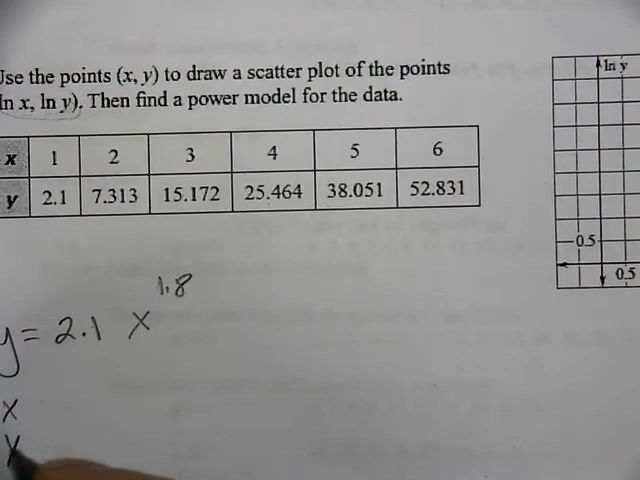 Use the points (x, y) to draw a scatter plot of the points
ln x, ln y). Then find a power model for the data.
x 1 2 3 4 5 6
y 2.1 7.313 15.172 25.464 38.051 52.831
ln y
0.5
0.5
y = 2.1 x^1.8
x
y